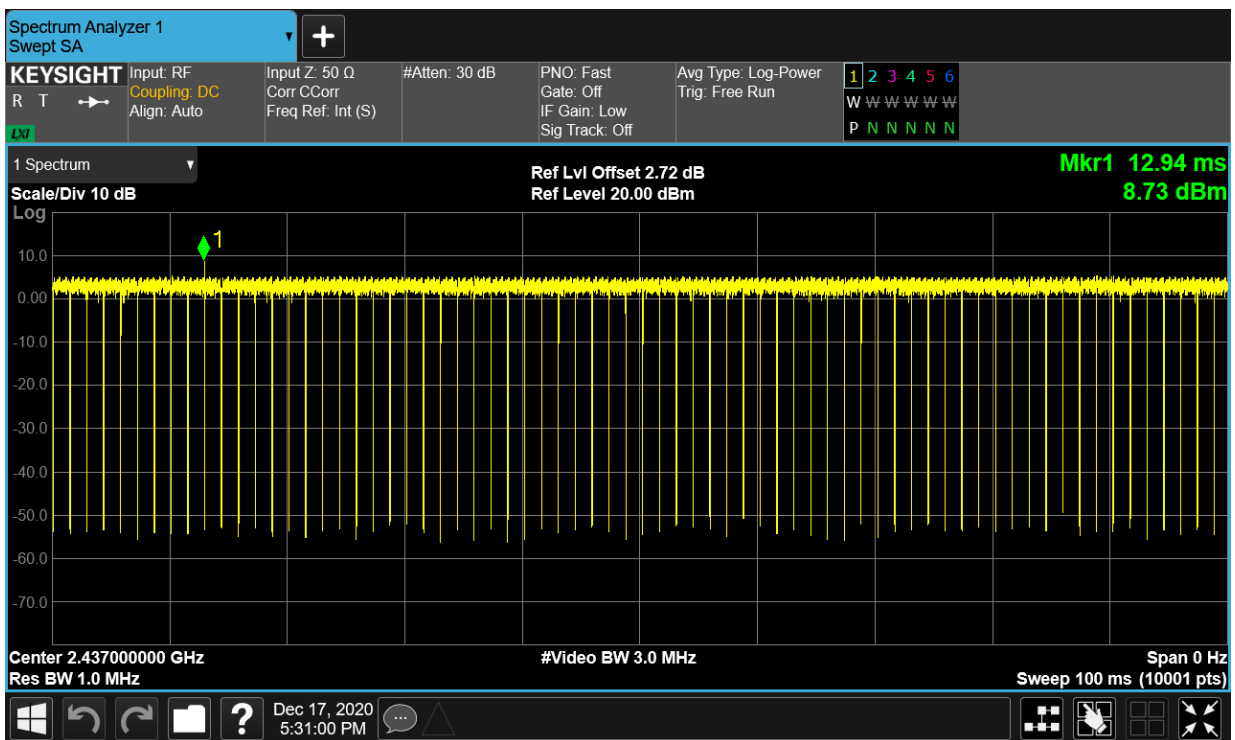 Spectrum Analyzer 1
Swept SA
KEYSIGHT
R T
LXI
Input: RF
Coupling: DC
Align: Auto
Input Z: 50 Ω
Corr CCorr
Freq Ref: Int (S)
#Atten: 30 dB
PNO: Fast
Gate: Off
IF Gain: Low
Sig Track: Off
Avg Type: Log-Power
Trig: Free Run
1 2 3 4 5 6
W W W W W W
P N N N N N
1 Spectrum
Scale/Div 10 dB
Log
Ref Lvl Offset 2.72 dB
Ref Level 20.00 dBm
Mkr1 12.94 ms
8.73 dBm
1
10.0
0.00
-10.0
-20.0
-30.0
-40.0
-50.0
-60.0
-70.0
Center 2.437000000 GHz
Res BW 1.0 MHz
#Video BW 3.0 MHz
Span 0 Hz
Sweep 100 ms (10001 pts)
?
Dec 17, 2020
5:31:00 PM